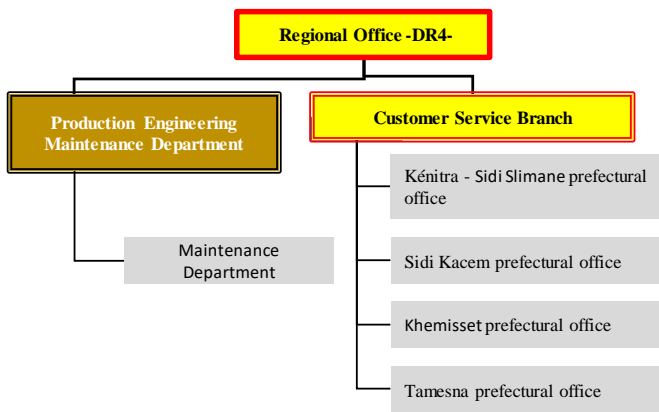 Regional Office -DR4-
Production Engineering
Maintenance Department
Customer Service Branch
Kénitra - Sidi Slimane prefectural
office
Maintenance
Department
Sidi Kacem prefectural office
Khemisset prefectural office
Tamesna prefectural office